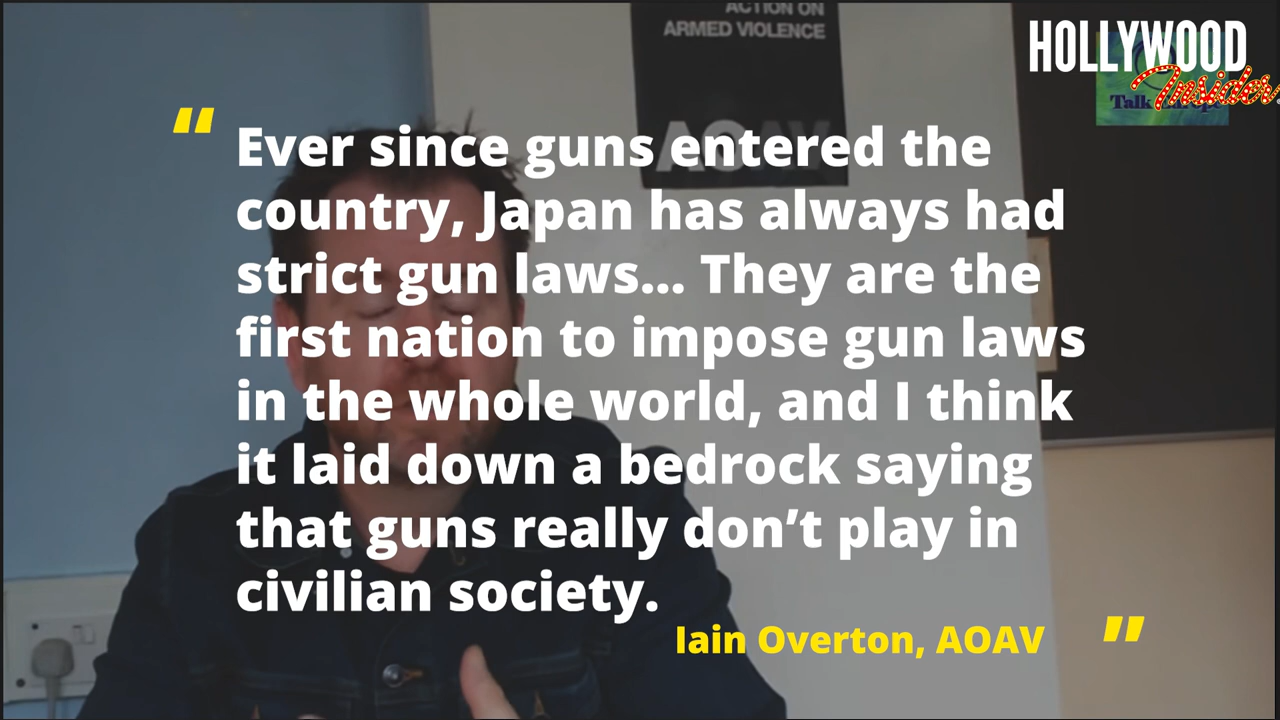 ACTION ON
ARMED VIOLENCE
HOLLYWOOD
Insider
Talk
“
Ever since guns entered the
country, Japan has always had
strict gun laws... They are the
first nation to impose gun laws
in the whole world, and I think
it laid down a bedrock saying
that guns really don’t play in
civilian society.
Iain Overton, AOAV
”
AOAV